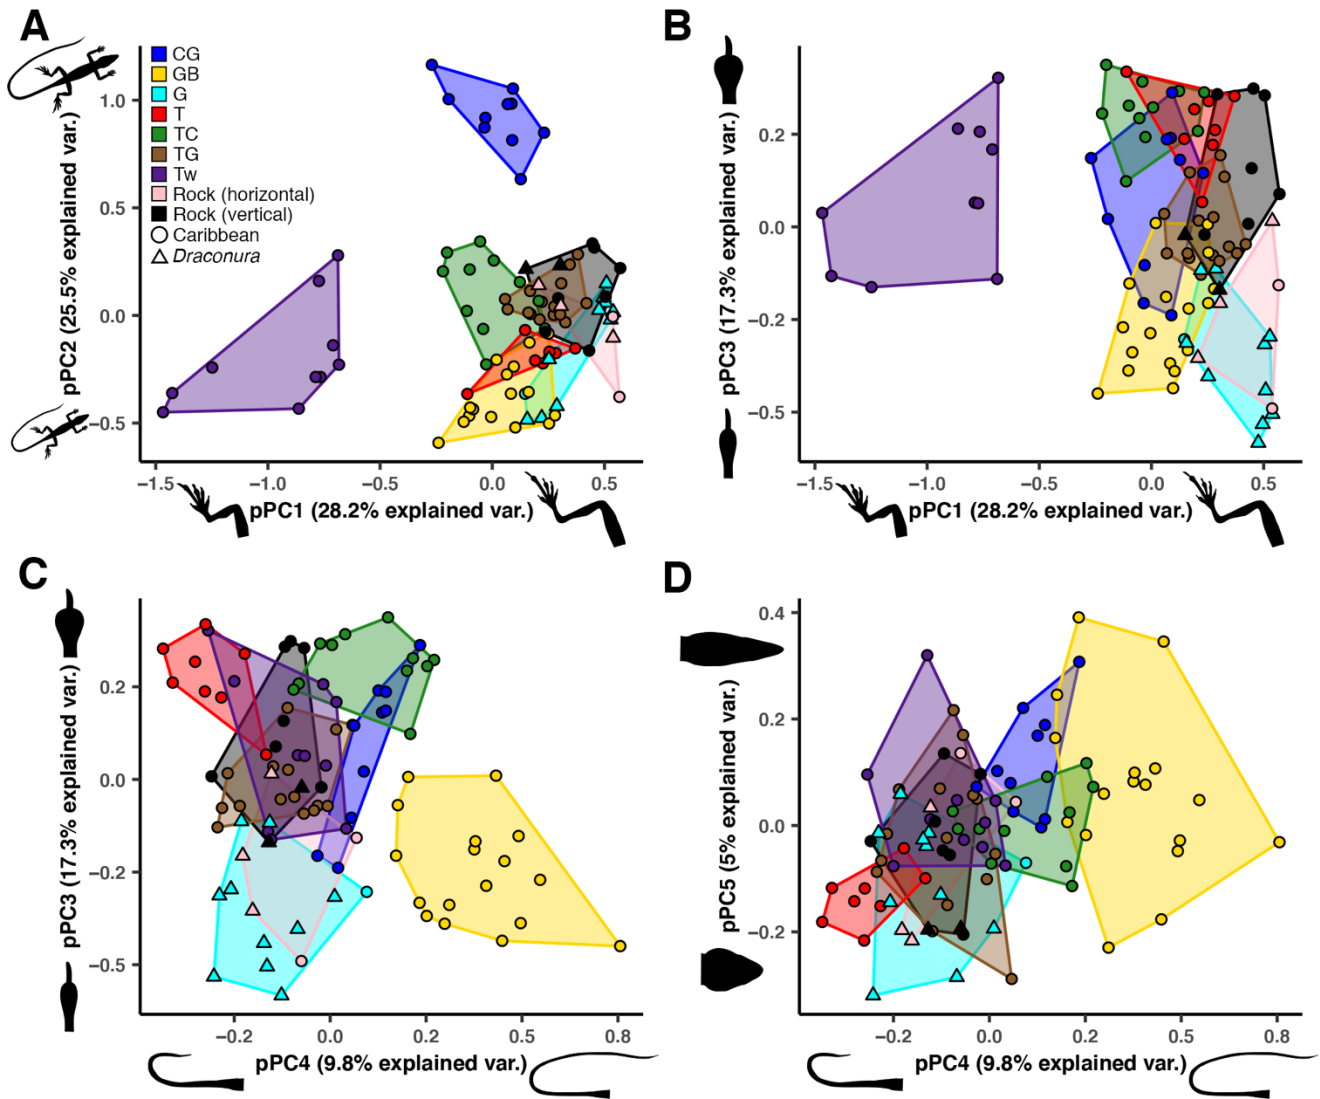 A
CG
GB
G
T
TC
TG
Tw
Rock (horizontal)
Rock (vertical)
Caribbean
Draconura
pPC2 (25.5% explained var.)
1.0
0.5
0.0
−0.5
−1.5
−1.0
−0.5
0.0
0.5
pPC1 (28.2% explained var.)
B
pPC3 (17.3% explained var.)
0.2
0.0
−0.2
−0.5
−1.5
−1.0
−0.5
0.0
0.5
pPC1 (28.2% explained var.)
C
pPC3 (17.3% explained var.)
0.2
0.0
−0.2
−0.5
−0.2
0.0
0.2
0.5
0.8
pPC4 (9.8% explained var.)
D
pPC5 (5% explained var.)
0.4
0.2
0.0
−0.2
−0.2
0.0
0.2
0.5
0.8
pPC4 (9.8% explained var.)